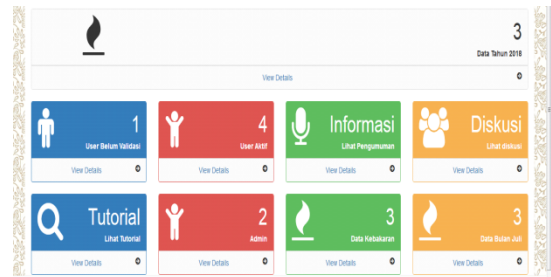 3
Data Tahun 2018
View Details
1
User Belum Validasi
View Details
4
User Aktif
View Details
Informasi
Lihat Pengumuman
View Details
Diskusi
Lihat diskusi
View Details
Tutorial
Lihat Tutorial
View Details
2
Admin
View Details
3
Data Kebakaran
View Details
3
Data Bulan Juli
View Details